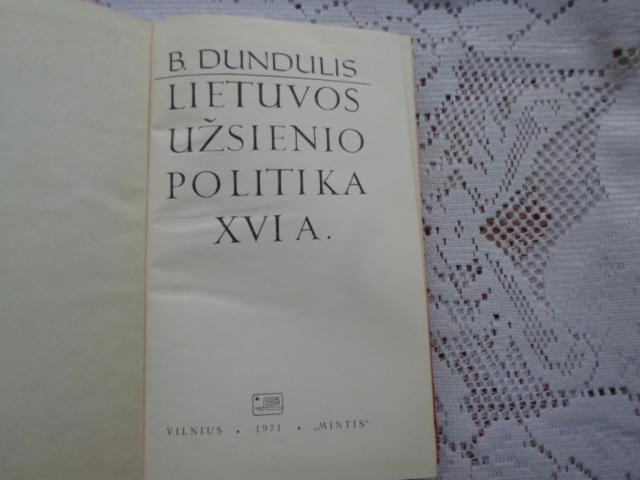 B. DUNDULIS
LIETUVOS
UŽSIENIO
POLITIKA
XVI A.
VILNIUS • 1971 • „MINTIS“